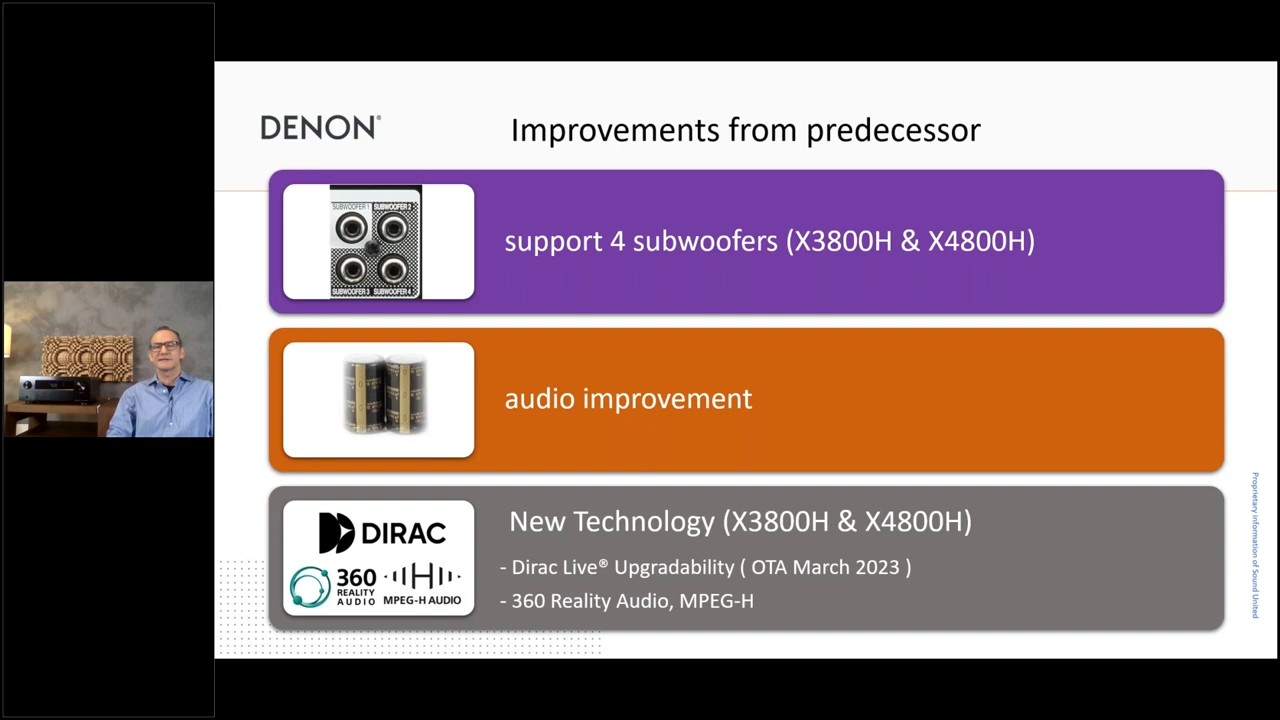 DENON®
Improvements from predecessor
SUBWOOFER 1 SUBWOOFER 2
SUBWOOFER 3 SUBWOOFER 4
support 4 subwoofers (X3800H & X4800H)
audio improvement
DIRAC
360
REALITY
AUDIO
MPEG-H AUDIO
New Technology (X3800H & X4800H)
- Dirac Live® Upgradability ( OTA March 2023 )
- 360 Reality Audio, MPEG-H
Proprietary information of Sound United